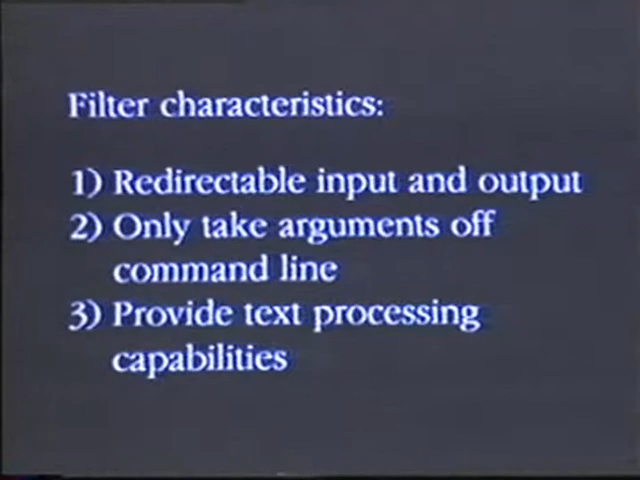 Filter characteristics:
1) Redirectable input and output
2) Only take arguments off
command line
3) Provide text processing
capabilities